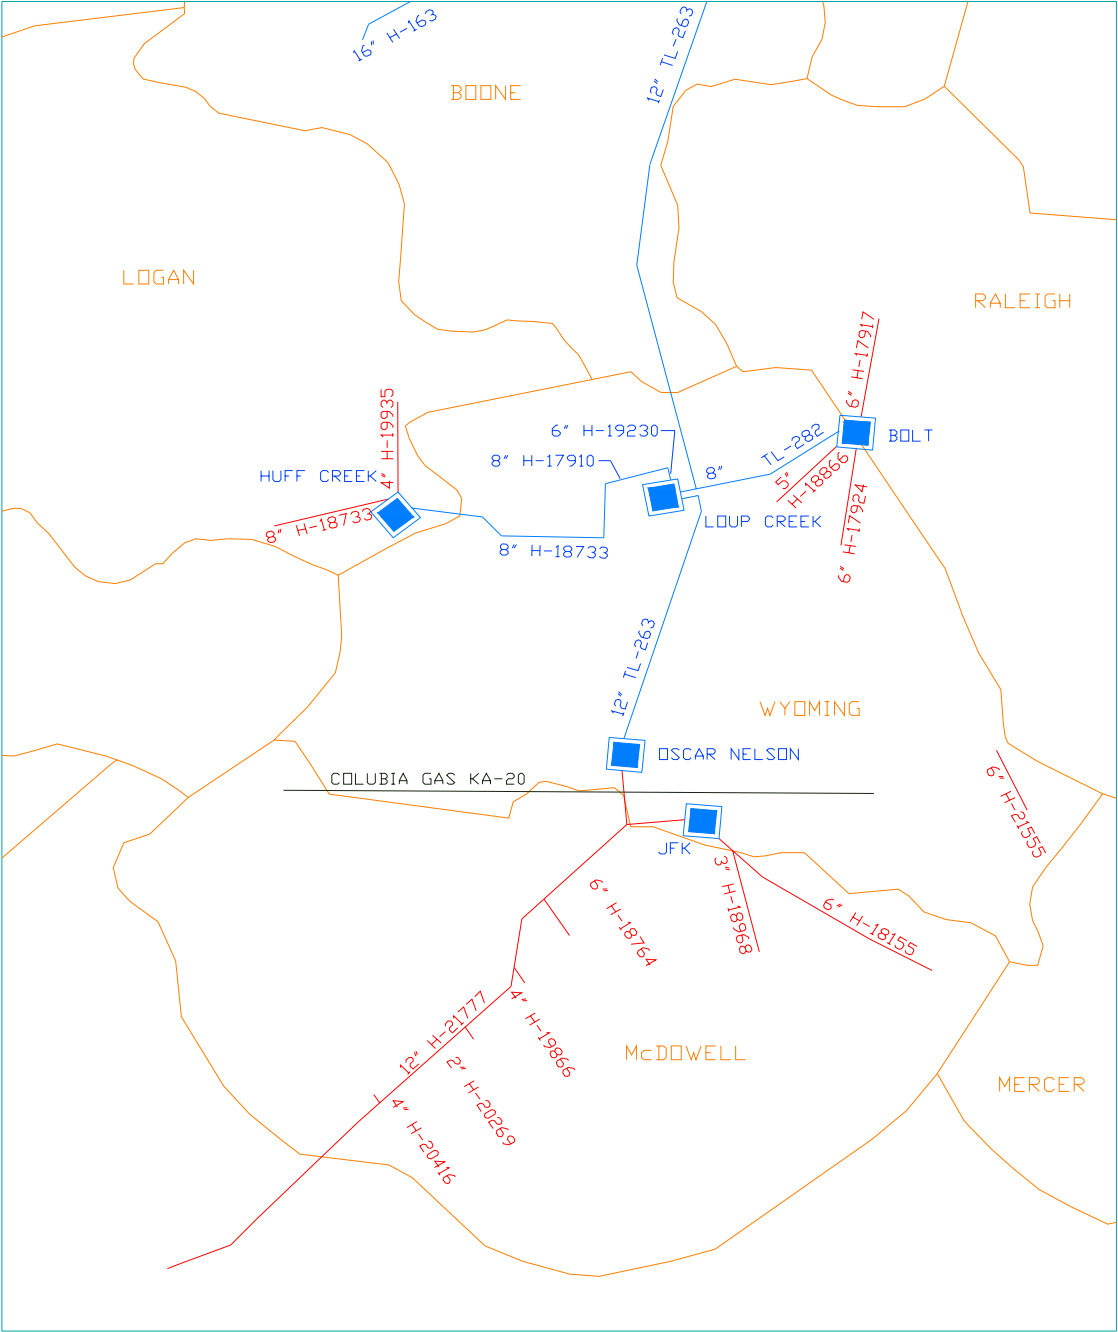 16" H-163
12" TL-263
BOONE
LOGAN
RALEIGH
6" H-17917
4" H-19935
6" H-19230
BOLT
TL-282
8" H-17910
HUFF CREEK
8"
5"
H-18866
LOUP CREEK
8" H-18733
8" H-18733
6" H-17924
12" TL-263
WYOMING
OSCAR NELSON
COLUBIA GAS KA-20
6" H-21555
JFK
3" H-18968
6" H-18155
6" H-18764
4" H-19866
12" H-21777
McDOWELL
2" H-20269
MERCER
4" H-20416